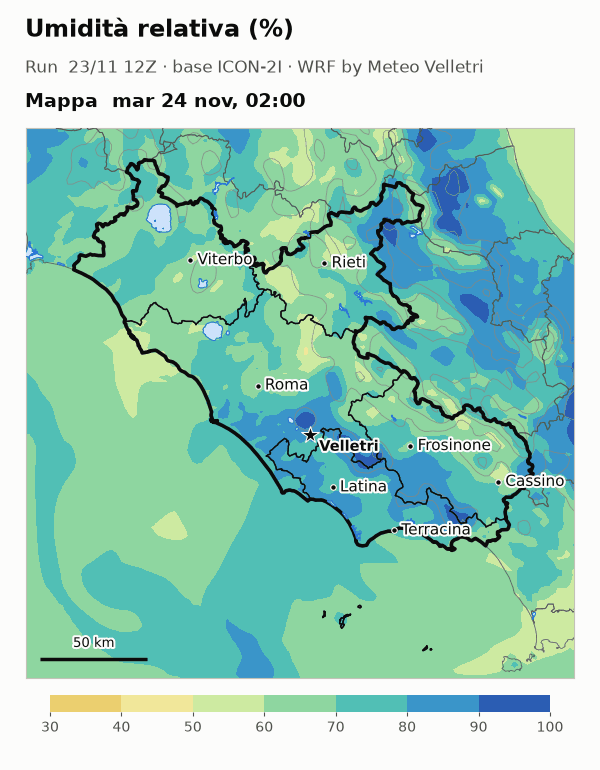 Umidità relativa (%)
Run  23/11 12Z · base ICON-2I · WRF by Meteo Velletri
Mappa  mar 24 nov, 02:00
Viterbo
Rieti
Roma
Velletri
Frosinone
Latina
Cassino
Terracina
50 km
30 40 50 60 70 80 90 100